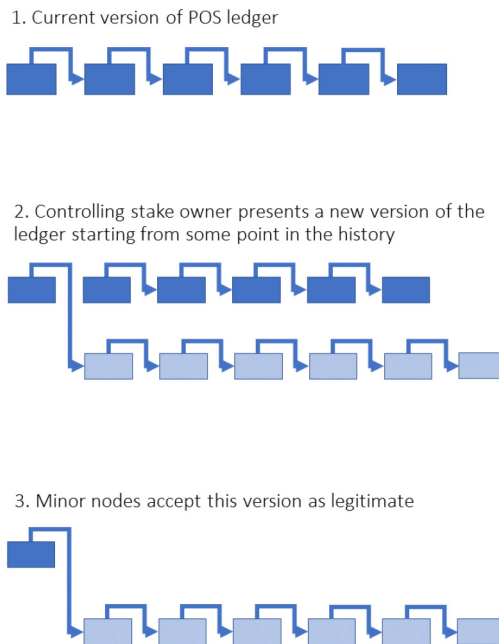 1. Current version of POS ledger
2. Controlling stake owner presents a new version of the
ledger starting from some point in the history
3. Minor nodes accept this version as legitimate